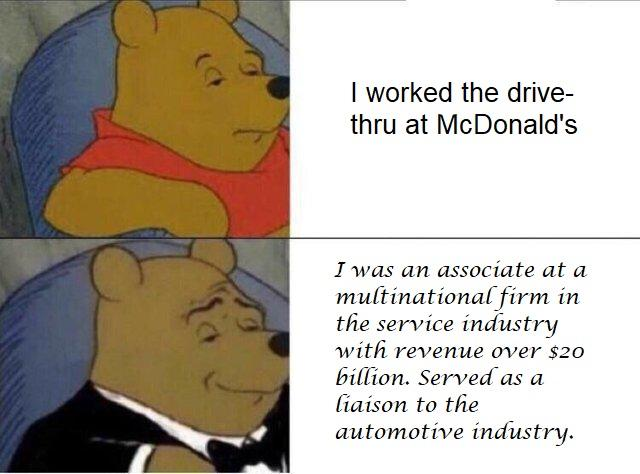 I worked the drive-
thru at McDonald's
I was an associate at a
multinational firm in
the service industry
with revenue over $20
billion. Served as a
liaison to the
automotive industry.